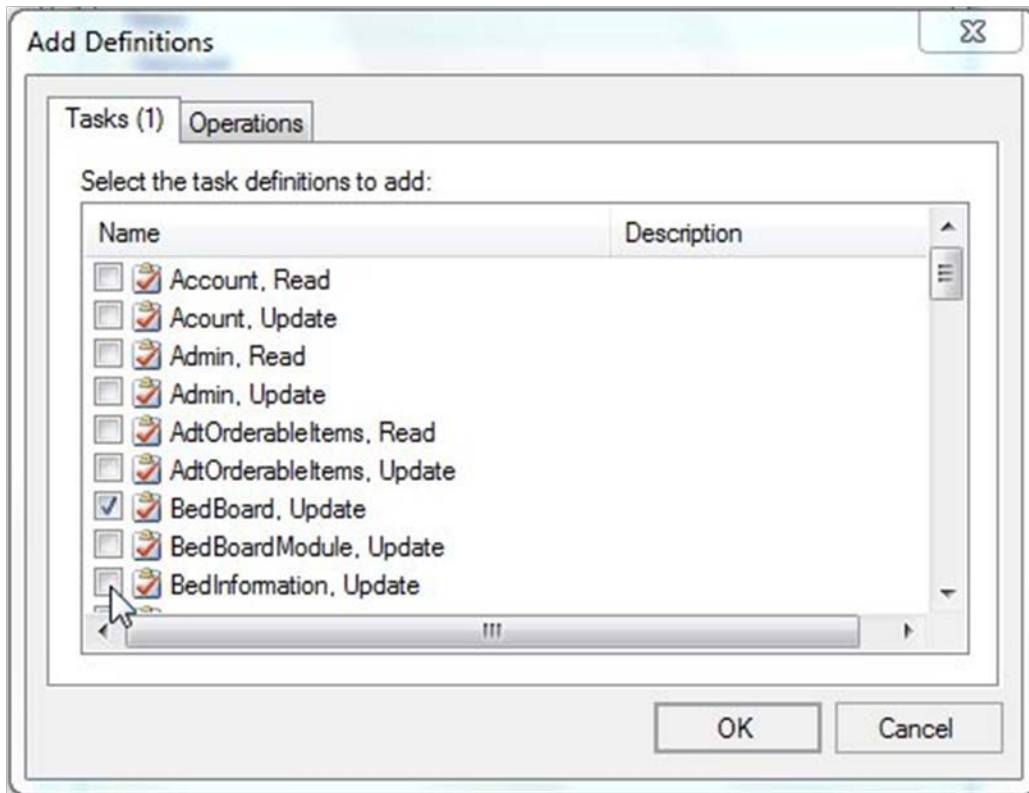 Add Definitions
Tasks (1) Operations
Select the task definitions to add:
Name Description
Account, Read
Acount, Update
Admin, Read
Admin, Update
AdtOrderableItems, Read
AdtOrderableItems, Update
BedBoard, Update
BedBoardModule, Update
BedInformation, Update
OK Cancel